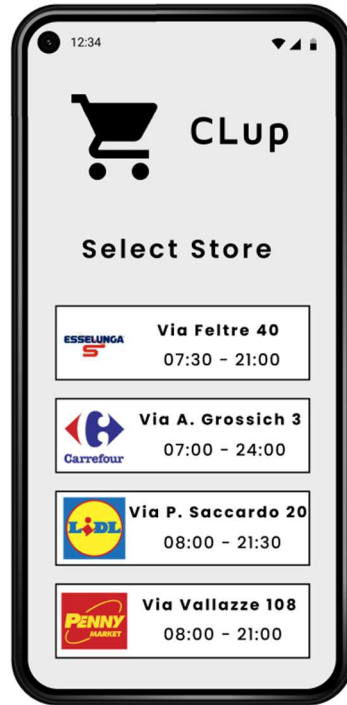 12:34
CLup
Select Store
ESSELUNGA
Via Feltre 40
07:30 - 21:00
Carrefour
Via A. Grossich 3
07:00 - 24:00
LIDL
Via P. Saccardo 20
08:00 - 21:30
PENNY
MARKET
Via Vallazze 108
08:00 - 21:00